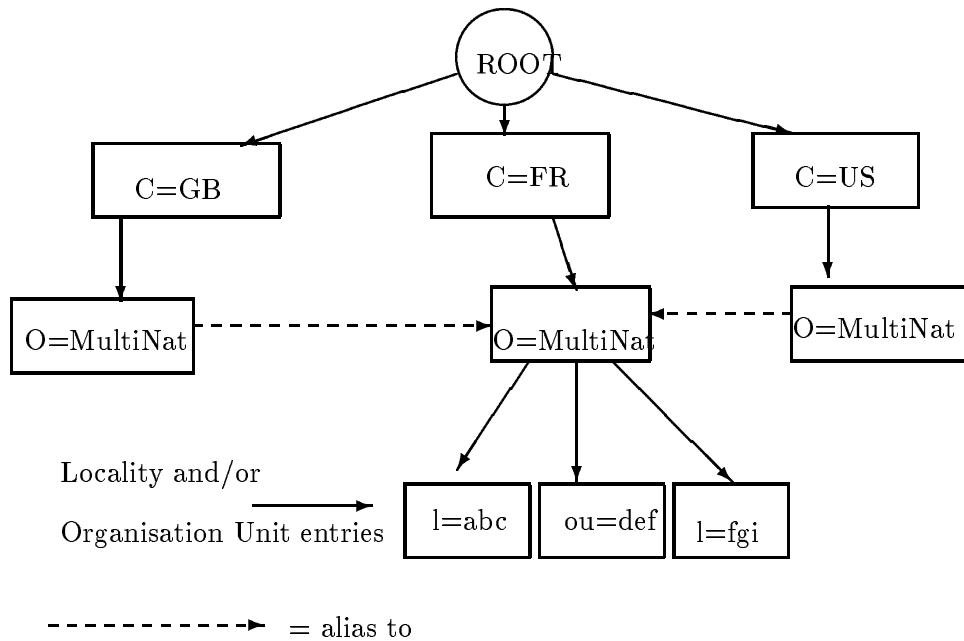 ROOT
C=GB
C=FR
C=US
O=MultiNat
O=MultiNat
O=MultiNat
Locality and/or
Organisation Unit entries
l=abc
ou=def
l=fgi
= alias to